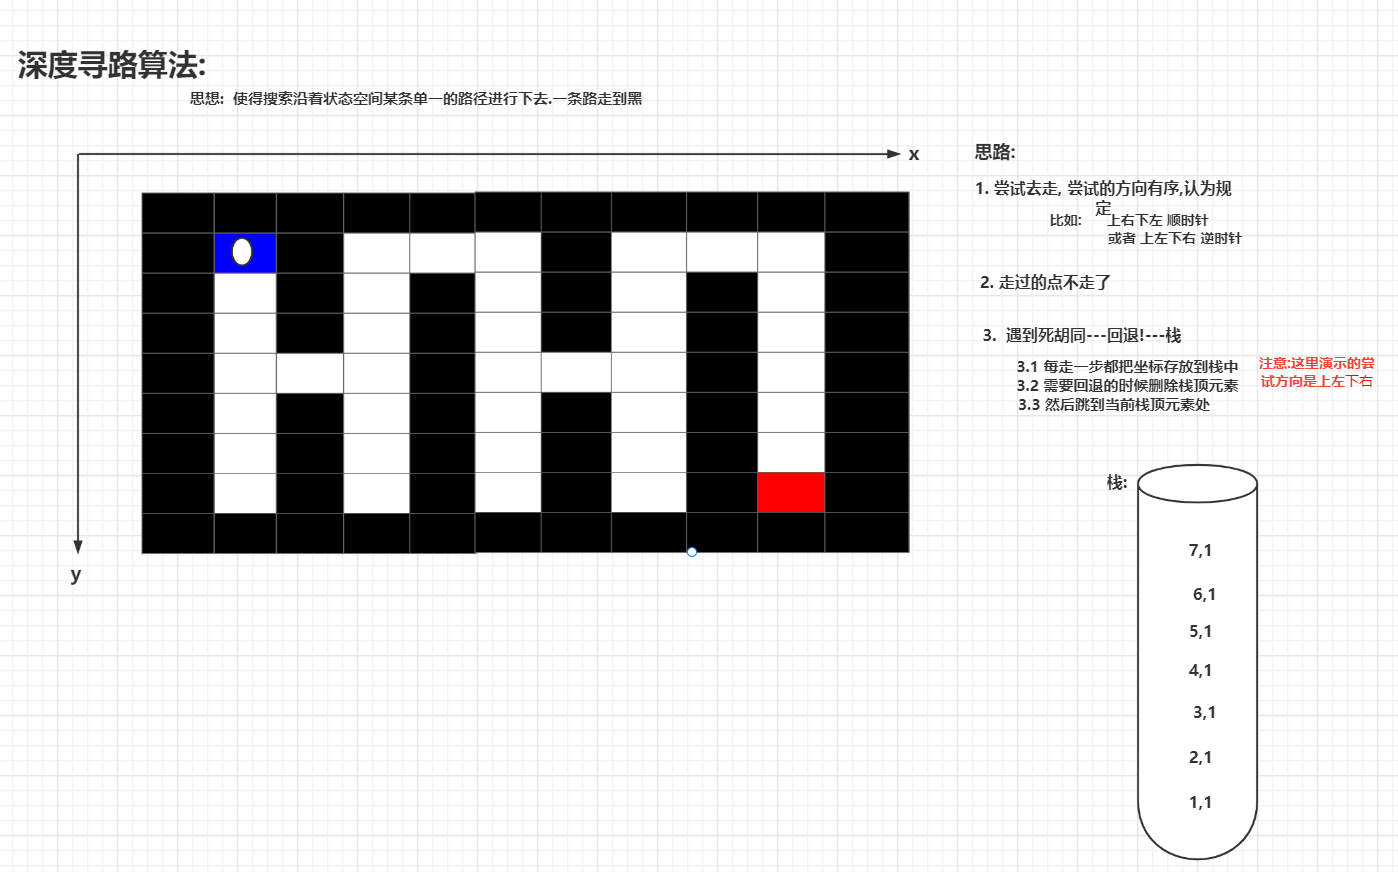 深度寻路算法:
思想: 使得搜索沿着状态空间某条单一的路径进行下去.一条路走到黑
x
y
思路:
1. 尝试去走, 尝试的方向有序,认为规
定
比如: 上右下左 顺时针
或者 上左下右 逆时针
2. 走过的点不走了
3. 遇到死胡同---回退!---栈
3.1 每走一步都把坐标存放到栈中
3.2 需要回退的时候删除栈顶元素
3.3 然后跳到当前栈顶元素处
注意:这里演示的尝
试方向是上左下右
栈:
7,1
6,1
5,1
4,1
3,1
2,1
1,1